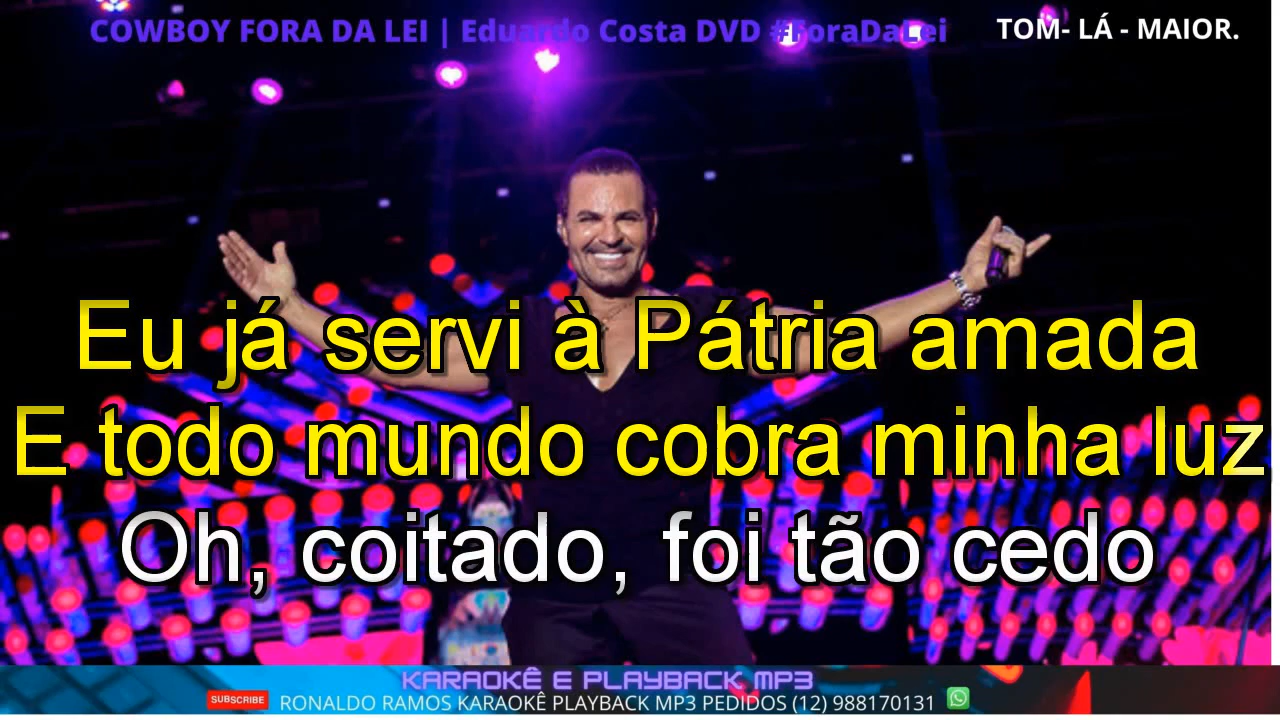 COWBOY FORA DA LEI | Eduardo Costa DVD #ForaDaLei
TOM- LÁ - MAIOR.
Eu já servi à Pátria amada
E todo mundo cobra minha luz
Oh, coitado, foi tão cedo
KARAOKÊ E PLAYBACK MP3
SUBSCRIBE
RONALDO RAMOS KARAOKÊ PLAYBACK MP3 PEDIDOS (12) 988170131